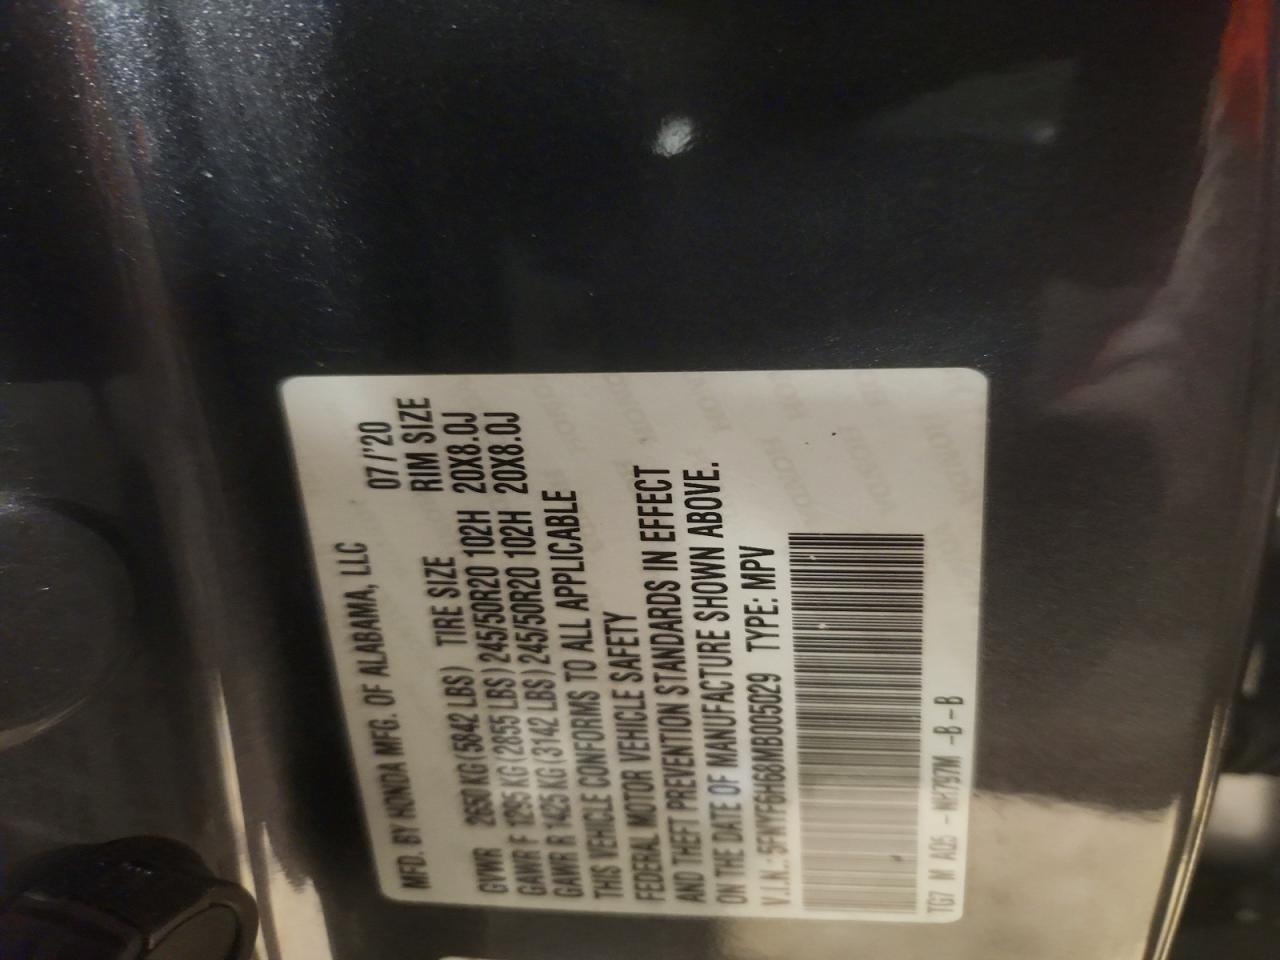 MFD. BY HONDA MFG. OF ALABAMA, LLC 07/'20
GVWR 2650 KG (5842 LBS) TIRE SIZE RIM SIZE
GAWR F 1295 KG (2855 LBS) 245/50R20 102H 20X8.0J
GAWR R 1425 KG (3142 LBS) 245/50R20 102H 20X8.0J
THIS VEHICLE CONFORMS TO ALL APPLICABLE
FEDERAL MOTOR VEHICLE SAFETY
AND THEFT PREVENTION STANDARDS IN EFFECT
ON THE DATE OF MANUFACTURE SHOWN ABOVE.
V.I.N.: 5FNYF6H68MB005029 TYPE: MPV
TG7 M A05 -NH797M -B -B